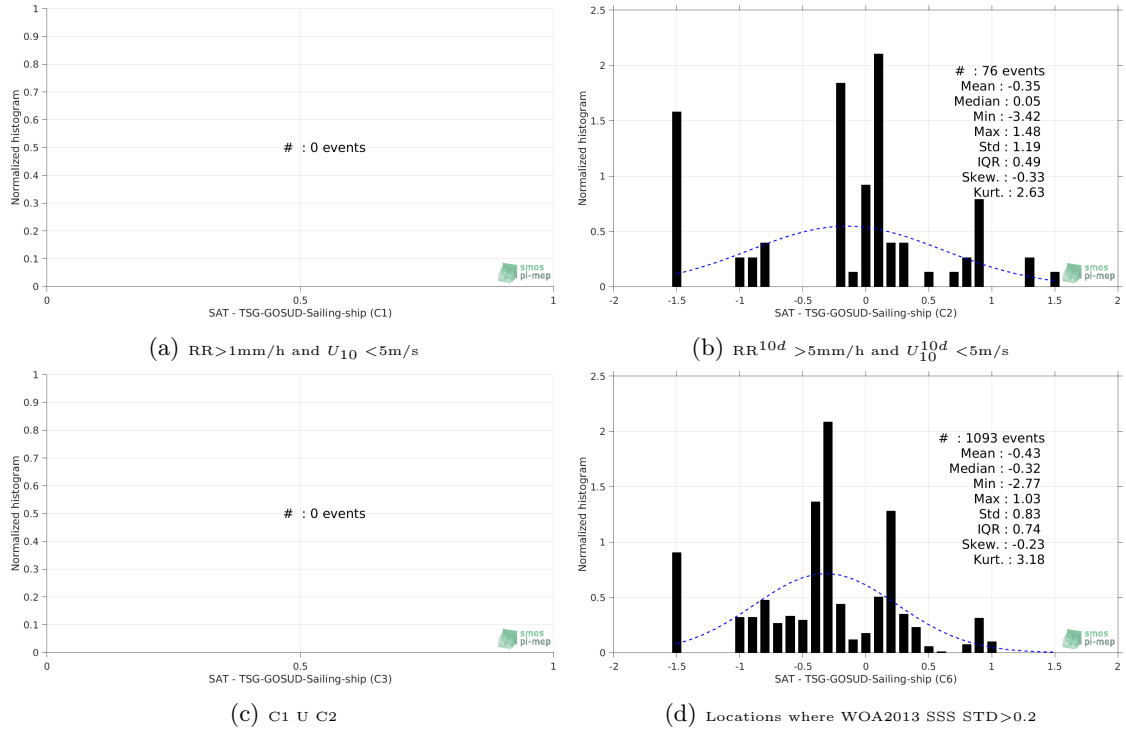 1
0.9
0.8
0.7
0.6
0.5
0.4
0.3
0.2
0.1
0
Normalized histogram
# : 0 events
smos
pi-mep
0
0.5
1
SAT - TSG-GOSUD-Sailing-ship (C1)
(a) RR>1mm/h and U10 <5m/s
2.5
2
1.5
1
0.5
0
Normalized histogram
# : 76 events
Mean : -0.35
Median : 0.05
Min : -3.42
Max : 1.48
Std : 1.19
IQR : 0.49
Skew. : -0.33
Kurt. : 2.63
smos
pi-mep
-2
-1.5
-1
-0.5
0
0.5
1
1.5
2
SAT - TSG-GOSUD-Sailing-ship (C2)
(b) RR^10d >5mm/h and U10^10d <5m/s
1
0.9
0.8
0.7
0.6
0.5
0.4
0.3
0.2
0.1
0
Normalized histogram
# : 0 events
smos
pi-mep
0
0.5
1
SAT - TSG-GOSUD-Sailing-ship (C3)
(c) C1 U C2
2.5
2
1.5
1
0.5
0
Normalized histogram
# : 1093 events
Mean : -0.43
Median : -0.32
Min : -2.77
Max : 1.03
Std : 0.83
IQR : 0.74
Skew. : -0.23
Kurt. : 3.18
smos
pi-mep
-2
-1.5
-1
-0.5
0
0.5
1
1.5
2
SAT - TSG-GOSUD-Sailing-ship (C6)
(d) Locations where WOA2013 SSS STD>0.2